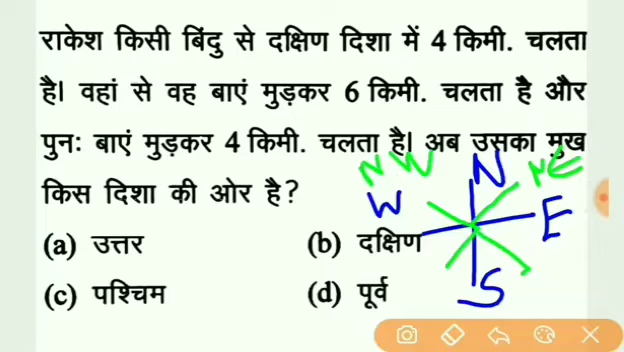 राकेश किसी बिंदु से दक्षिण दिशा में 4 किमी. चलता
है। वहां से वह बाएं मुड़कर 6 किमी. चलता है और
पुनः बाएं मुड़कर 4 किमी. चलता है। अब उसका मुख
किस दिशा की ओर है?
NW N NE
W E
(a) उत्तर (b) दक्षिण
(c) पश्चिम (d) पूर्व S